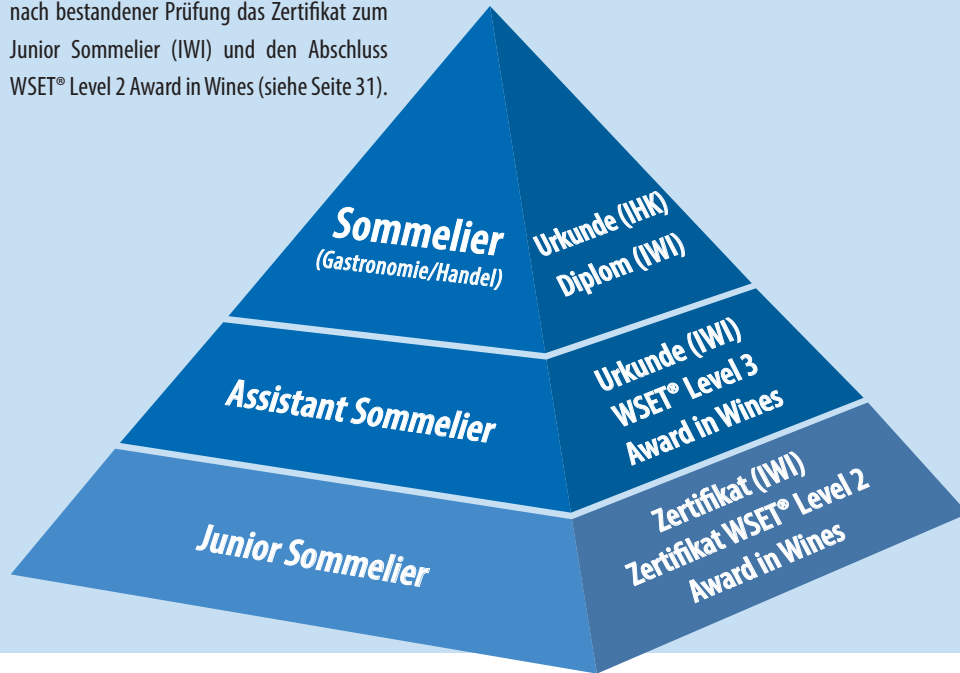 nach bestandener Prüfung das Zertifikat zum
Junior Sommelier (IWI) und den Abschluss
WSET® Level 2 Award in Wines (siehe Seite 31).
Sommelier
(Gastronomie/Handel)
Urkunde (IHK)
Diplom (IWI)
Assistant Sommelier
Urkunde (IWI)
WSET® Level 3
Award in Wines
Junior Sommelier
Zertifikat (IWI)
Zertifikat WSET® Level 2
Award in Wines